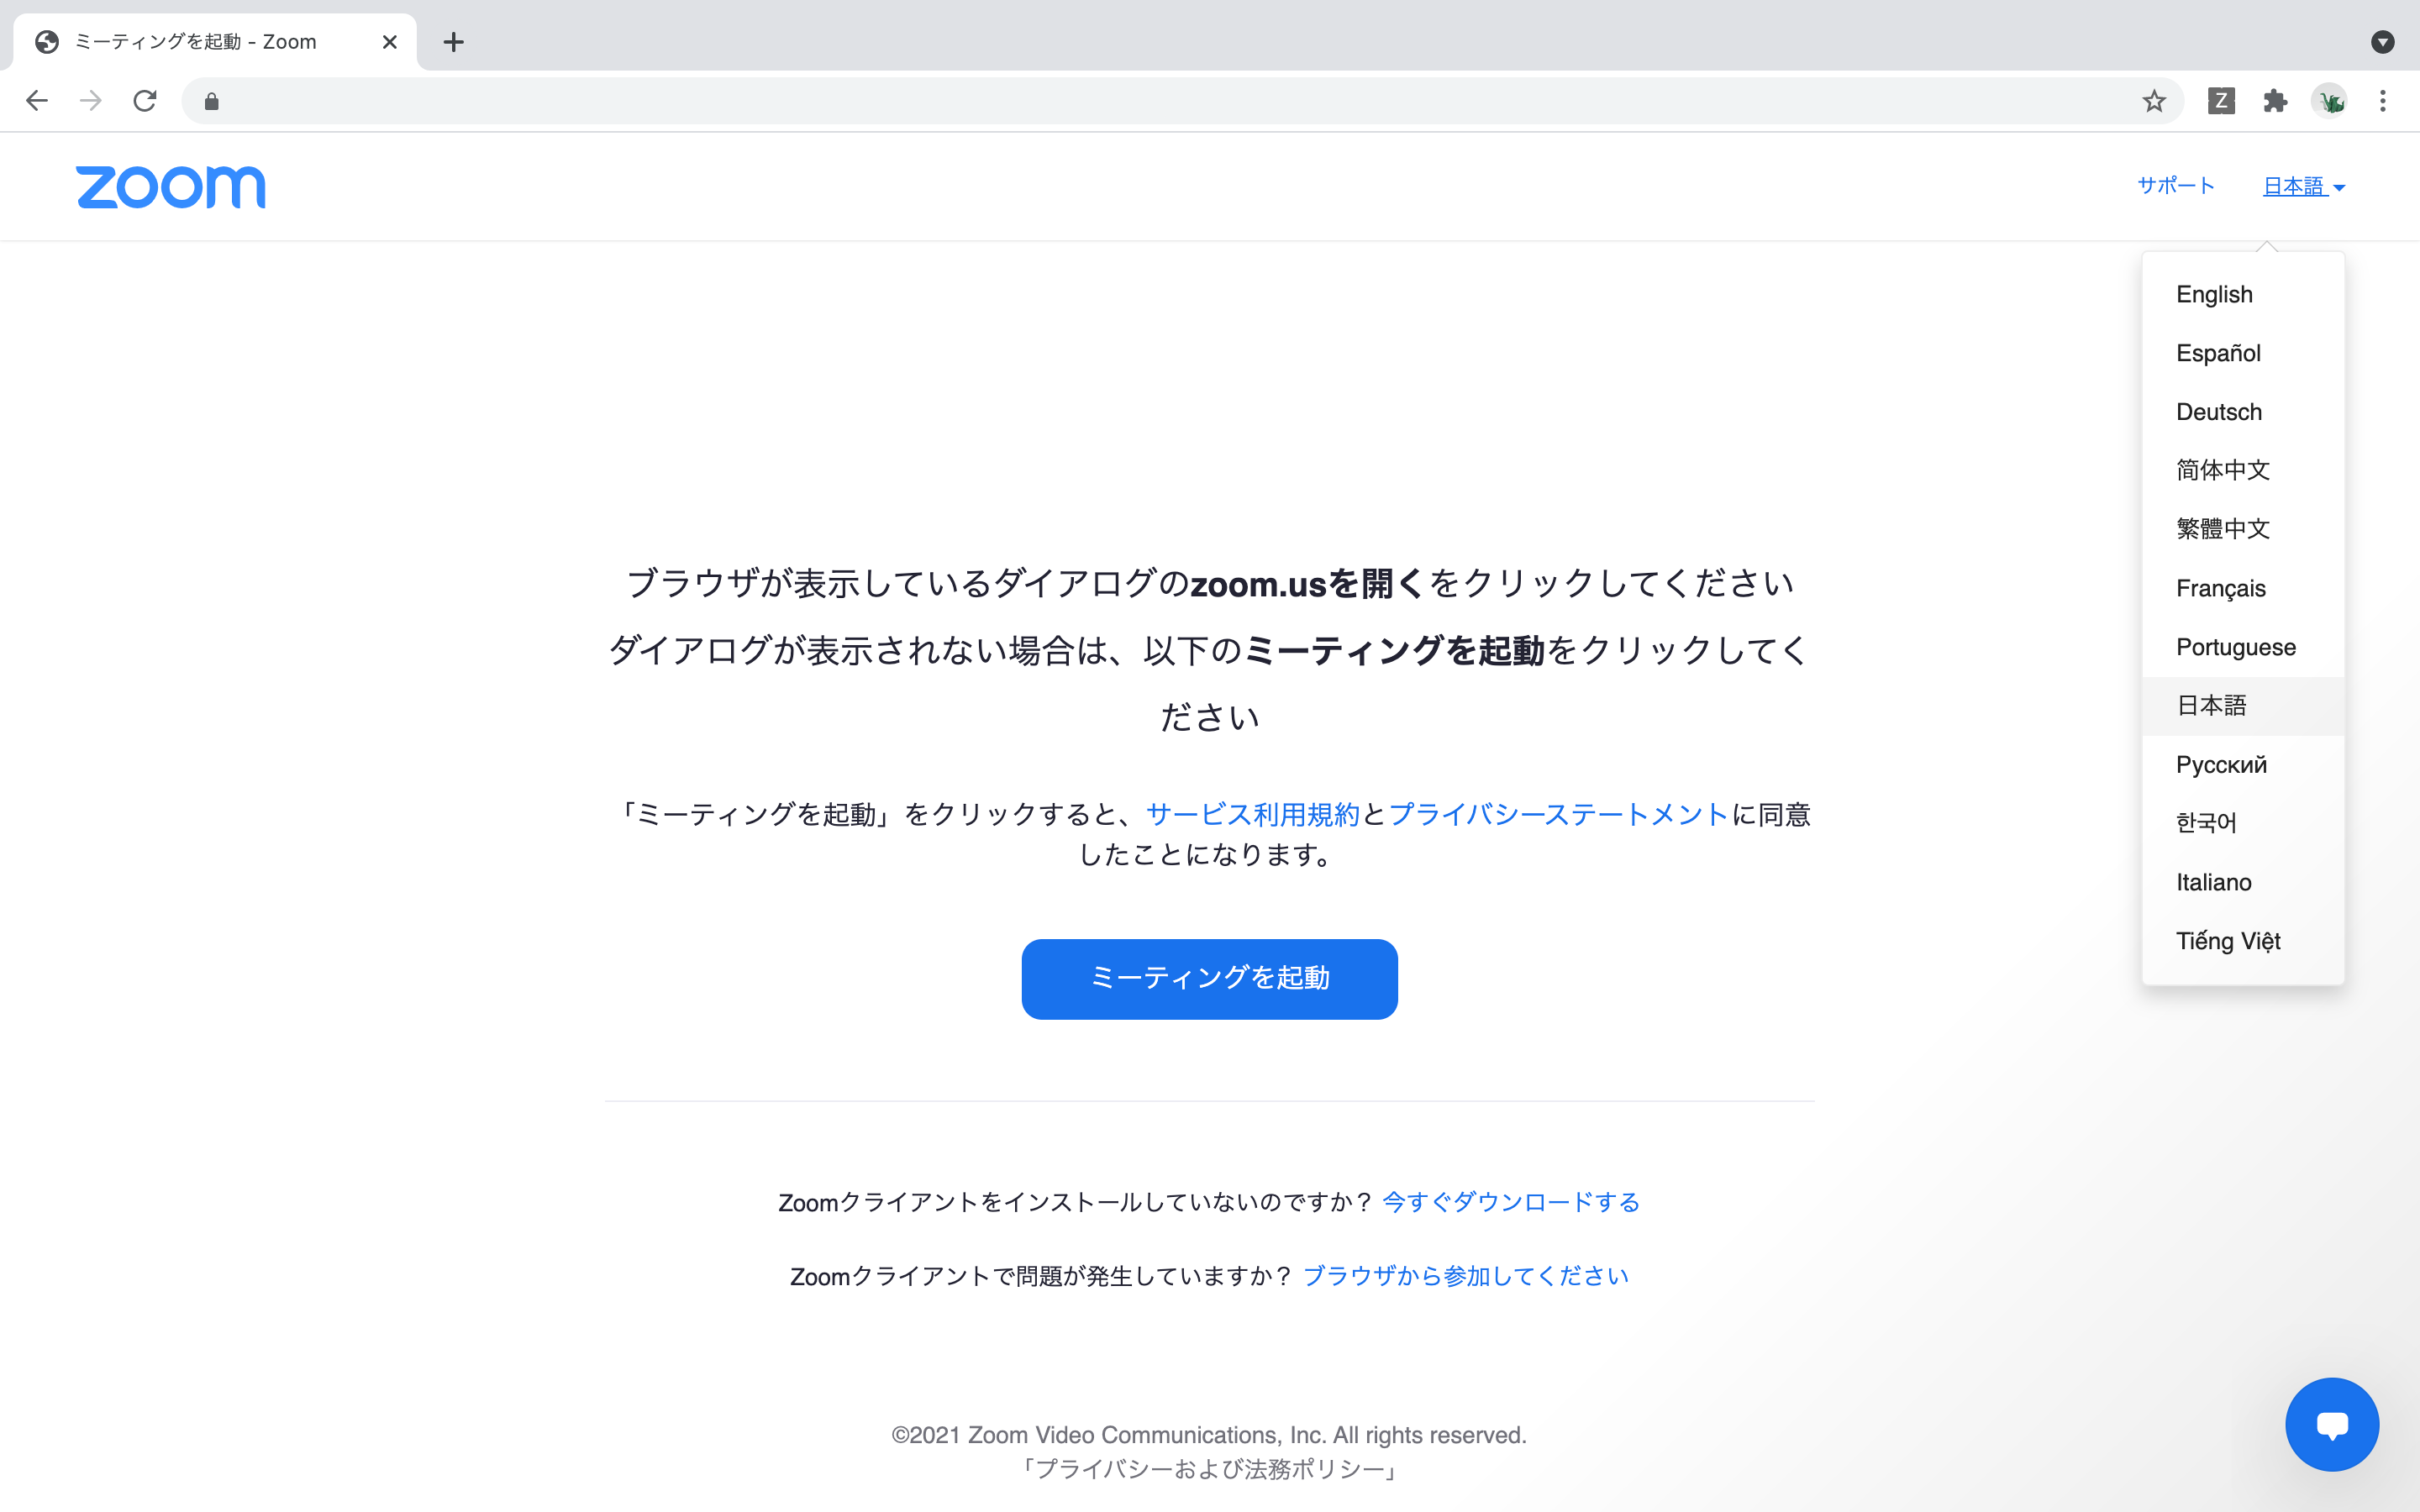 ミーティングを起動 - Zoom
Z
zoom
サポート
日本語
English
Español
Deutsch
简体中文
繁體中文
Français
Portuguese
日本語
Русский
한국어
Italiano
Tiếng Việt
ブラウザが表示しているダイアログのzoom.usを開くをクリックしてください
ダイアログが表示されない場合は、以下のミーティングを起動をクリックしてく
ださい
「ミーティングを起動」をクリックすると、サービス利用規約とプライバシーステートメントに同意
したことになります。
ミーティングを起動
Zoomクライアントをインストールしていないのですか？ 今すぐダウンロードする
Zoomクライアントで問題が発生していますか？ ブラウザから参加してください
©2021 Zoom Video Communications, Inc. All rights reserved.
「プライバシーおよび法務ポリシー」